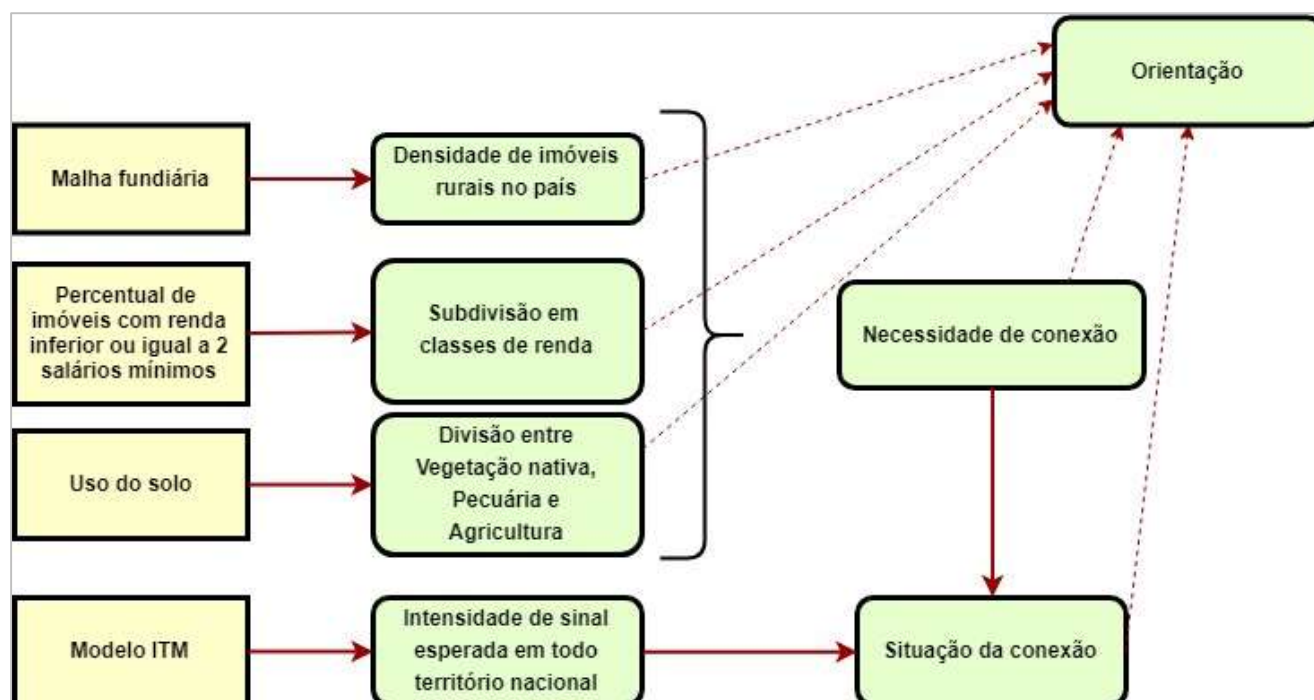 Orientação
Malha fundiária
Densidade de imóveis
rurais no país
Percentual de
imóveis com renda
inferior ou igual a 2
salários mínimos
Subdivisão em
classes de renda
Necessidade de conexão
Uso do solo
Divisão entre
Vegetação nativa,
Pecuária e
Agricultura
Modelo ITM
Intensidade de sinal
esperada em todo
território nacional
Situação da conexão